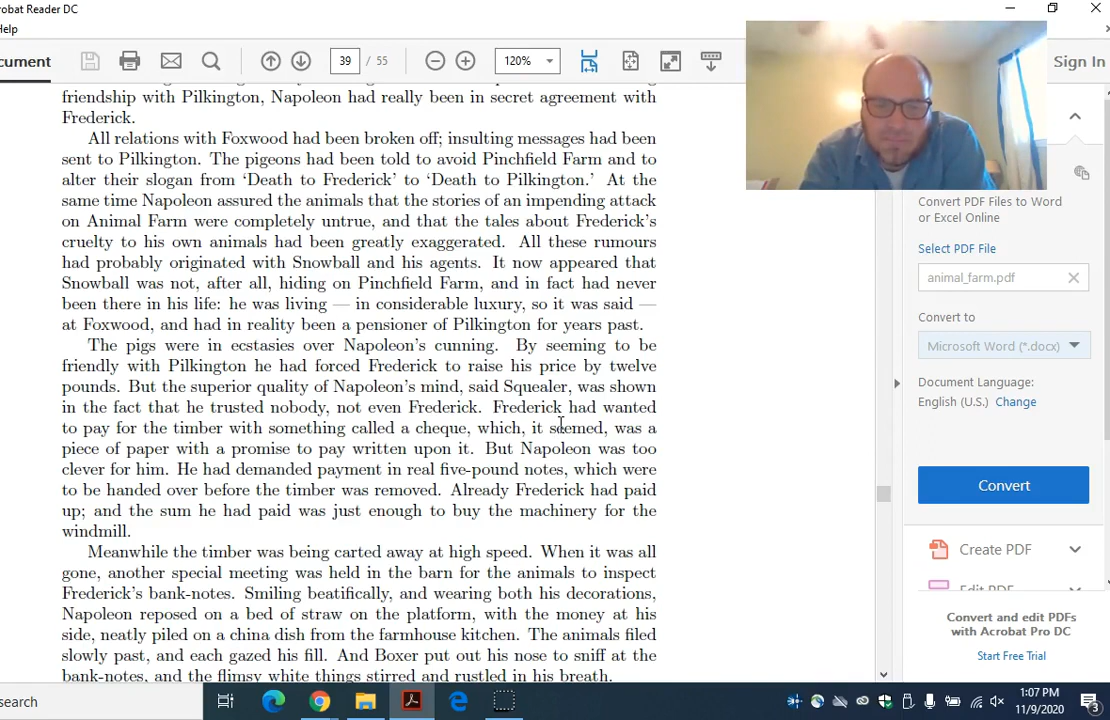 crobat Reader DC
Help
cument
39 / 55
120%
Sign In
friendship with Pilkington, Napoleon had really been in secret agreement with
Frederick.
All relations with Foxwood had been broken off; insulting messages had been
sent to Pilkington. The pigeons had been told to avoid Pinchfield Farm and to
alter their slogan from ‘Death to Frederick’ to ‘Death to Pilkington.’ At the
same time Napoleon assured the animals that the stories of an impending attack
on Animal Farm were completely untrue, and that the tales about Frederick’s
cruelty to his own animals had been greatly exaggerated. All these rumours
had probably originated with Snowball and his agents. It now appeared that
Snowball was not, after all, hiding on Pinchfield Farm, and in fact had never
been there in his life: he was living — in considerable luxury, so it was said —
at Foxwood, and had in reality been a pensioner of Pilkington for years past.
The pigs were in ecstasies over Napoleon’s cunning. By seeming to be
friendly with Pilkington he had forced Frederick to raise his price by twelve
pounds. But the superior quality of Napoleon’s mind, said Squealer, was shown
in the fact that he trusted nobody, not even Frederick. Frederick had wanted
to pay for the timber with something called a cheque, which, it seemed, was a
piece of paper with a promise to pay written upon it. But Napoleon was too
clever for him. He had demanded payment in real five-pound notes, which were
to be handed over before the timber was removed. Already Frederick had paid
up; and the sum he had paid was just enough to buy the machinery for the
windmill.
Meanwhile the timber was being carted away at high speed. When it was all
gone, another special meeting was held in the barn for the animals to inspect
Frederick’s bank-notes. Smiling beatifically, and wearing both his decorations,
Napoleon reposed on a bed of straw on the platform, with the money at his
side, neatly piled on a china dish from the farmhouse kitchen. The animals filed
slowly past, and each gazed his fill. And Boxer put out his nose to sniff at the
bank-notes, and the flimsy white things stirred and rustled in his breath.
Convert PDF Files to Word
or Excel Online
Select PDF File
animal_farm.pdf
Convert to
Microsoft Word (*.docx)
Document Language:
English (U.S.) Change
Convert
Create PDF
Edit PDF
Convert and edit PDFs
with Acrobat Pro DC
Start Free Trial
search
1:07 PM
11/9/2020
3